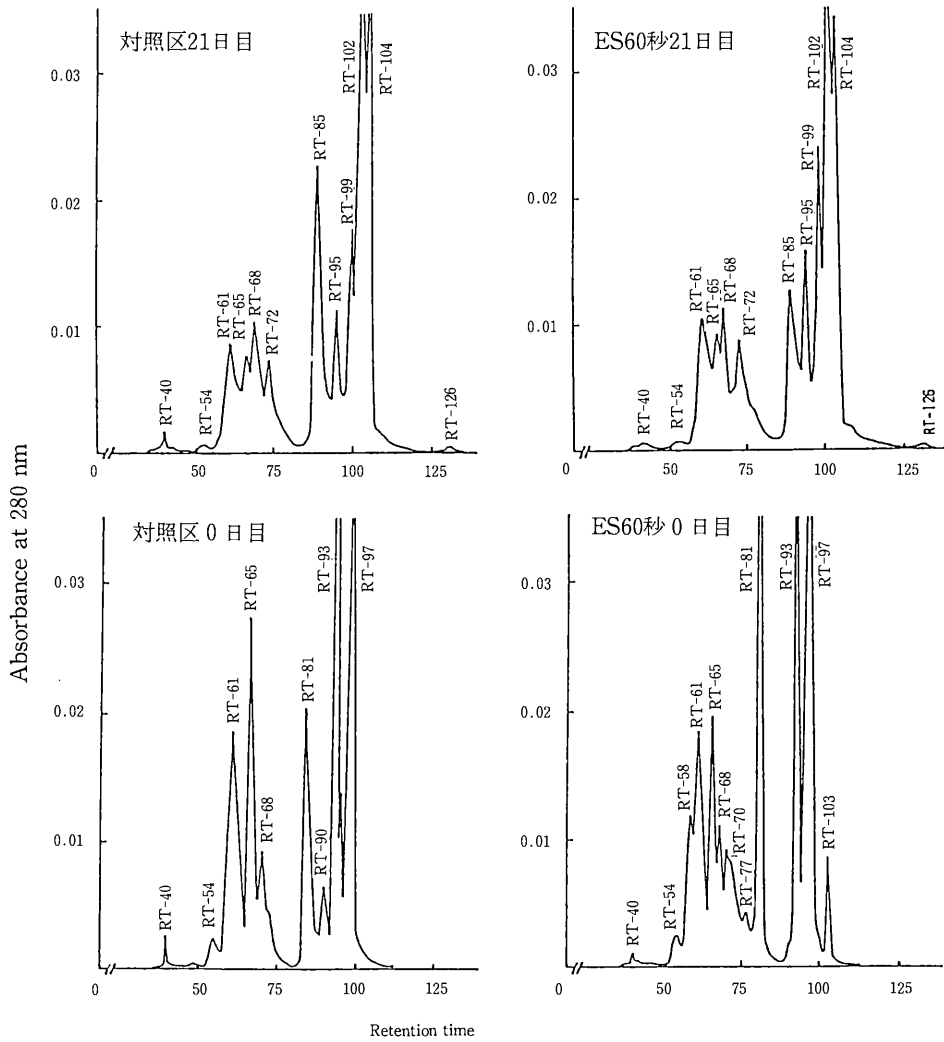 対照区21日目
RT-40
RT-54
RT-61
RT-65
RT-68
RT-72
RT-85
RT-95
RT-99
RT-102
RT-104
RT-126
0.03
0.02
0.01
0
50
75
100
125
ES60秒21日目
RT-40
RT-54
RT-61
RT-65
RT-68
RT-72
RT-85
RT-95
RT-99
RT-102
RT-104
RT-126
0.03
0.02
0.01
0
50
75
100
125
対照区0日目
RT-40
RT-54
RT-61
RT-65
RT-68
RT-81
RT-90
RT-93
RT-97
0.03
0.02
0.01
0
50
75
100
125
ES60秒0日目
RT-40
RT-54
RT-58
RT-61
RT-65
RT-68
RT-70
RT-77
RT-81
RT-93
RT-97
RT-103
0.03
0.02
0.01
0
50
75
100
125
Absorbance at 280 nm
Retention time